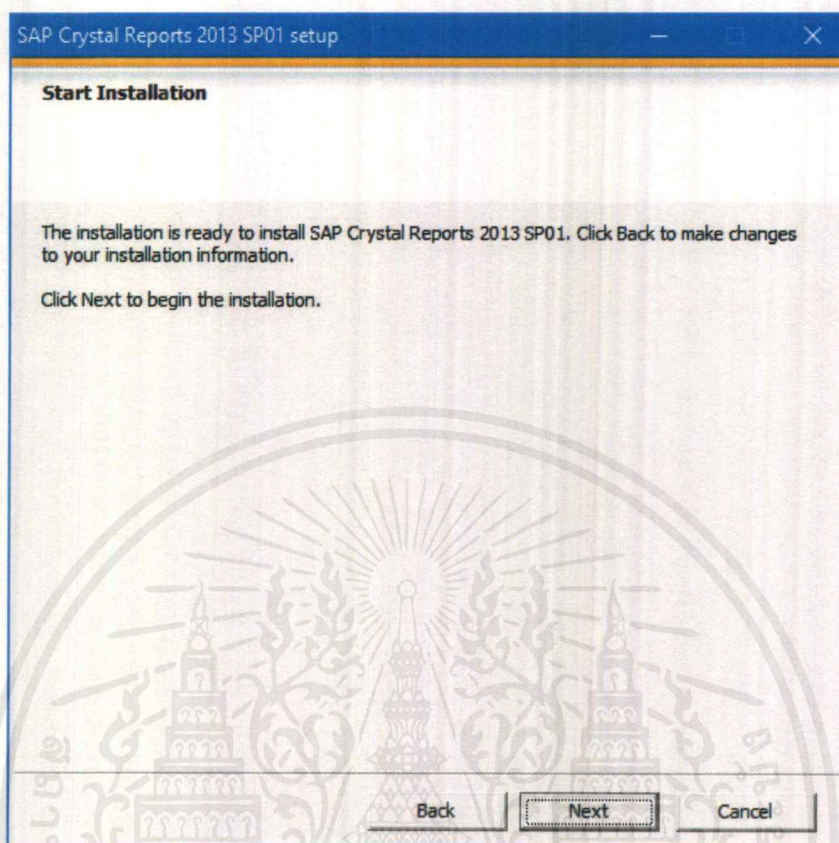 SAP Crystal Reports 2013 SP01 setup
Start Installation
The installation is ready to install SAP Crystal Reports 2013 SP01. Click Back to make changes
to your installation information.
Click Next to begin the installation.
Back Next Cancel